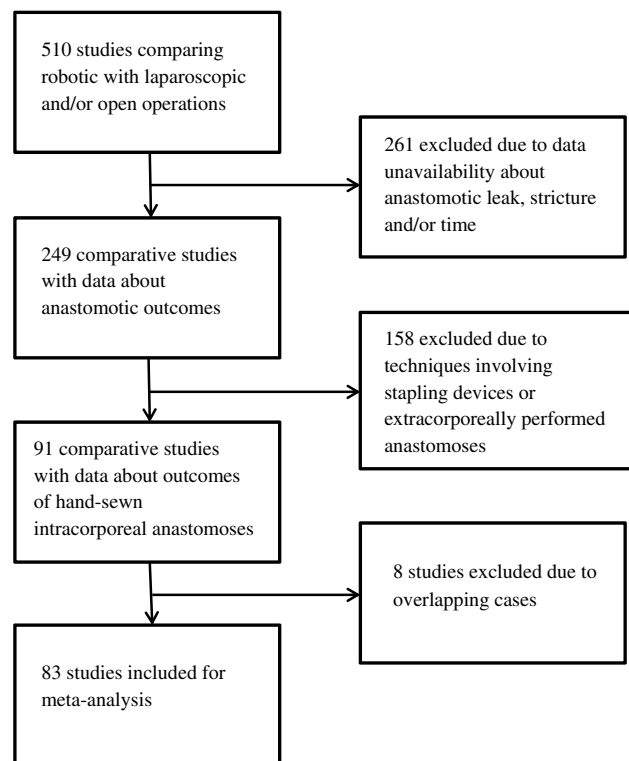 510 studies comparing
robotic with laparoscopic
and/or open operations
261 excluded due to data
unavailability about
anastomotic leak, stricture
and/or time
249 comparative studies
with data about
anastomotic outcomes
158 excluded due to
techniques involving
stapling devices or
extracorporeally performed
anastomoses
91 comparative studies
with data about outcomes
of hand-sewn
intracorporeal anastomoses
8 studies excluded due to
overlapping cases
83 studies included for
meta-analysis